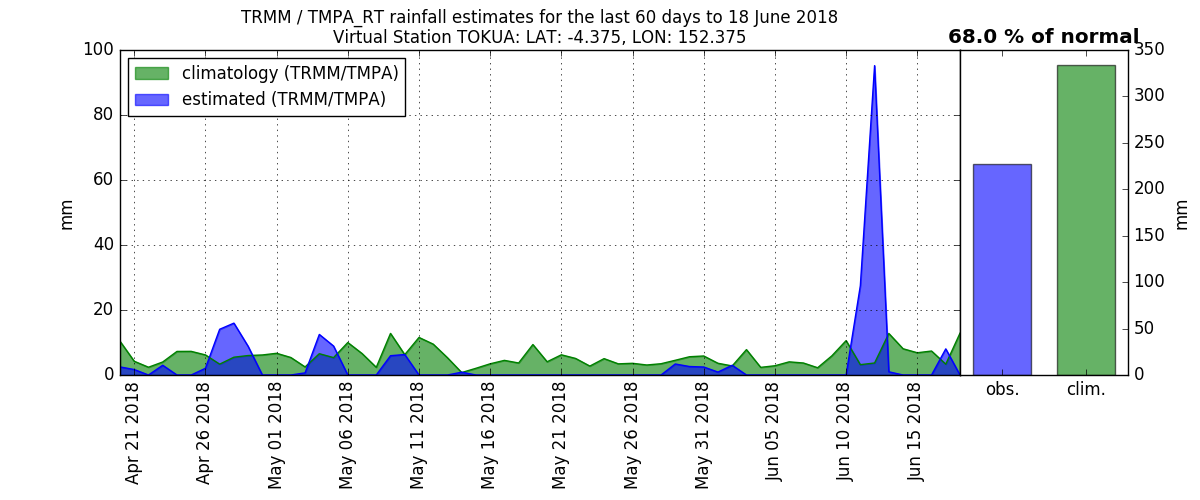 TRMM / TMPA_RT rainfall estimates for the last 60 days to 18 June 2018
Virtual Station TOKUA: LAT: -4.375, LON: 152.375
68.0 % of normal
climatology (TRMM/TMPA)
estimated (TRMM/TMPA)
mm
100
80
60
40
20
0
Apr 21 2018
Apr 26 2018
May 01 2018
May 06 2018
May 11 2018
May 16 2018
May 21 2018
May 26 2018
May 31 2018
Jun 05 2018
Jun 10 2018
Jun 15 2018
obs.
clim.
350
300
250
200
150
100
50
0
mm